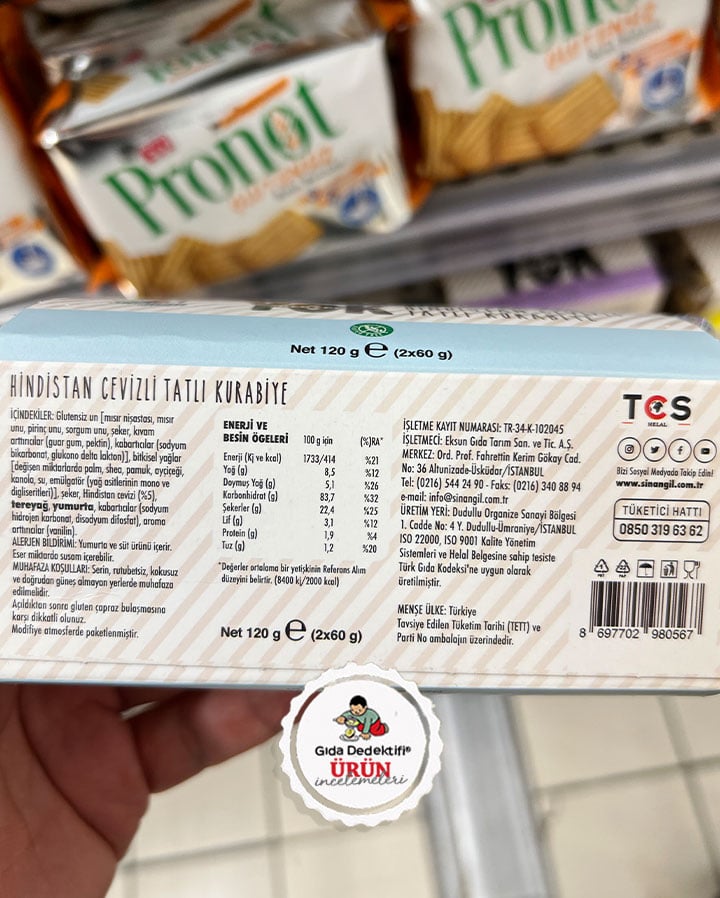 Pronot
GLUTENSİZ
Pronot
GLUTENSİZ
TATLI KURABİYE
Net 120 g e (2x60 g)
HİNDİSTAN CEVİZLİ TATLI KURABİYE
İÇİNDEKİLER: Glutensiz un [mısır nişastası, mısır
unu, pirinç unu, sorgum unu, şeker, kıvam
arttırıcılar (guar gum, pektin), kabartıcılar (sodyum
bikarbonat, glukono delta lakton)], bitkisel yağlar
[değişen miktarlarda palm, shea, pamuk, ayçiçeği,
kanola, su, emülgatör (yağ asitlerinin mono ve
digliseritleri)], şeker, Hindistan cevizi (%5),
tereyağ, yumurta, kabartıcılar (sodyum
hidrojen karbonat, disodyum difosfat), aroma
arttırıcı (vanilin).
ALERJEN BİLDİRİMİ: Yumurta ve süt ürünü içerir.
Eser miktarda susam içerebilir.
MUHAFAZA KOŞULLARI: Serin, rutubetsiz, kokusuz
ve doğrudan güneş almayan yerlerde muhafaza
edilmelidir.
Açıldıktan sonra gluten çapraz bulaşmasına
karşı dikkatli olunuz.
Modifiye atmosferde paketlenmiştir.
ENERJİ VE
BESİN ÖGELERİ 100 g için (%)RA*
Enerji (Kj ve kcal) 1733/414 %21
Yağ (g) 8,5 %12
Doymuş Yağ (g) 5,1 %26
Karbonhidrat (g) 83,7 %32
Şekerler (g) 22,4 %25
Lif (g) 3,1 %12
Protein (g) 1,9 %4
Tuz (g) 1,2 %20
*Değerler ortalama bir yetişkinin Referans Alım
düzeyini belirtir. (8400 kj/2000 kcal)
Net 120 g e (2x60 g)
İŞLETME KAYIT NUMARASI: TR-34-K-102045
İŞLETMECİ: Eksun Gıda Tarım San. ve Tic. A.Ş.
MERKEZ: Ord. Prof. Fahrettin Kerim Gökay Cad.
No: 36 Altunizade-Üsküdar/İSTANBUL
Tel: (0216) 544 24 90 - Faks: (0216) 340 88 94
e-mail: info@sinangil.com.tr
ÜRETİM YERİ: Dudullu Organize Sanayi Bölgesi
1. Cadde No: 4 Y. Dudullu-Ümraniye/İSTANBUL
ISO 22000, ISO 9001 Kalite Yönetim
Sistemleri ve Helal Belgesine sahip tesiste
Türk Gıda Kodeksi'ne uygun olarak
üretilmiştir.
MENŞE ÜLKE: Türkiye
Tavsiye Edilen Tüketim Tarihi (TETT) ve
Parti No ambalajın üzerindedir.
TCS
HELAL
Bizi Sosyal Medyada Takip Edin!
www.sinangil.com.tr
TÜKETİCİ HATTI
0850 319 63 62
8 697702 980567
Gıda Dedektifi®
ÜRÜN
incelemeleri